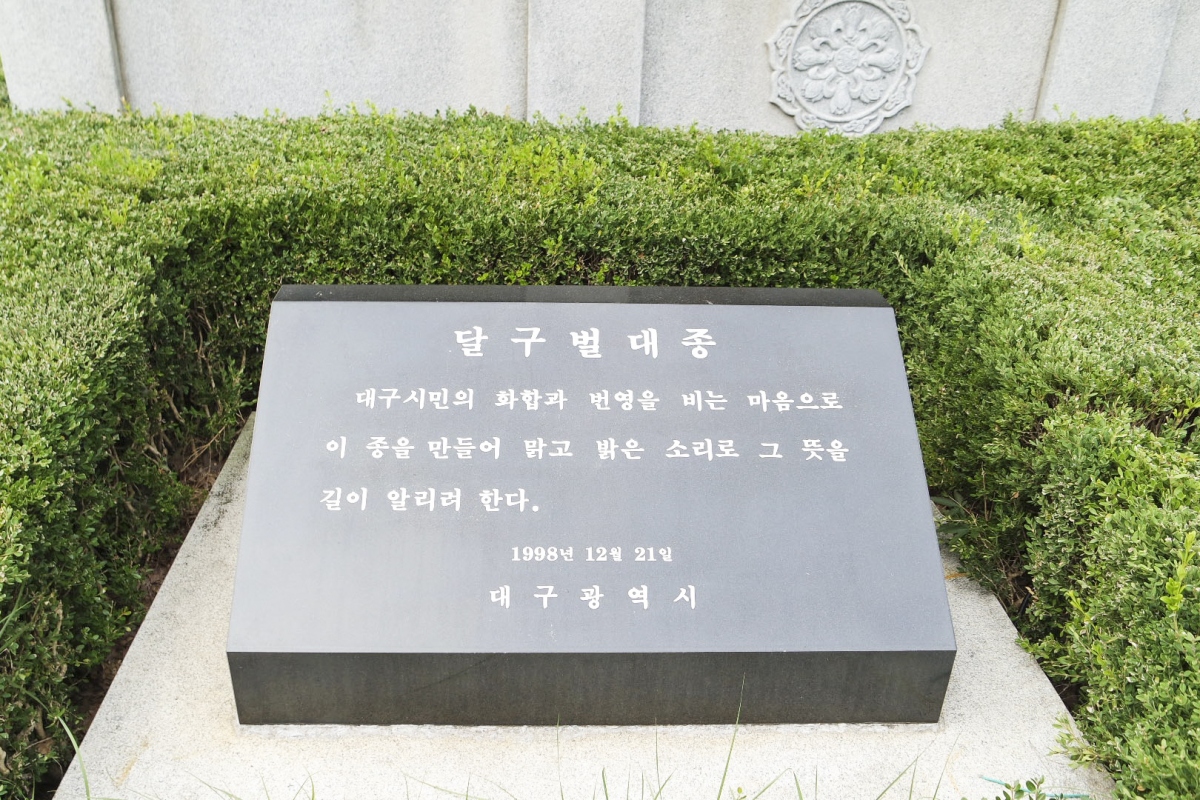 달구벌대종
대구시민의 화합과 번영을 비는 마음으로
이 종을 만들어 맑고 밝은 소리로 그 뜻을
길이 알리려 한다.
1998년 12월 21일
대구광역시